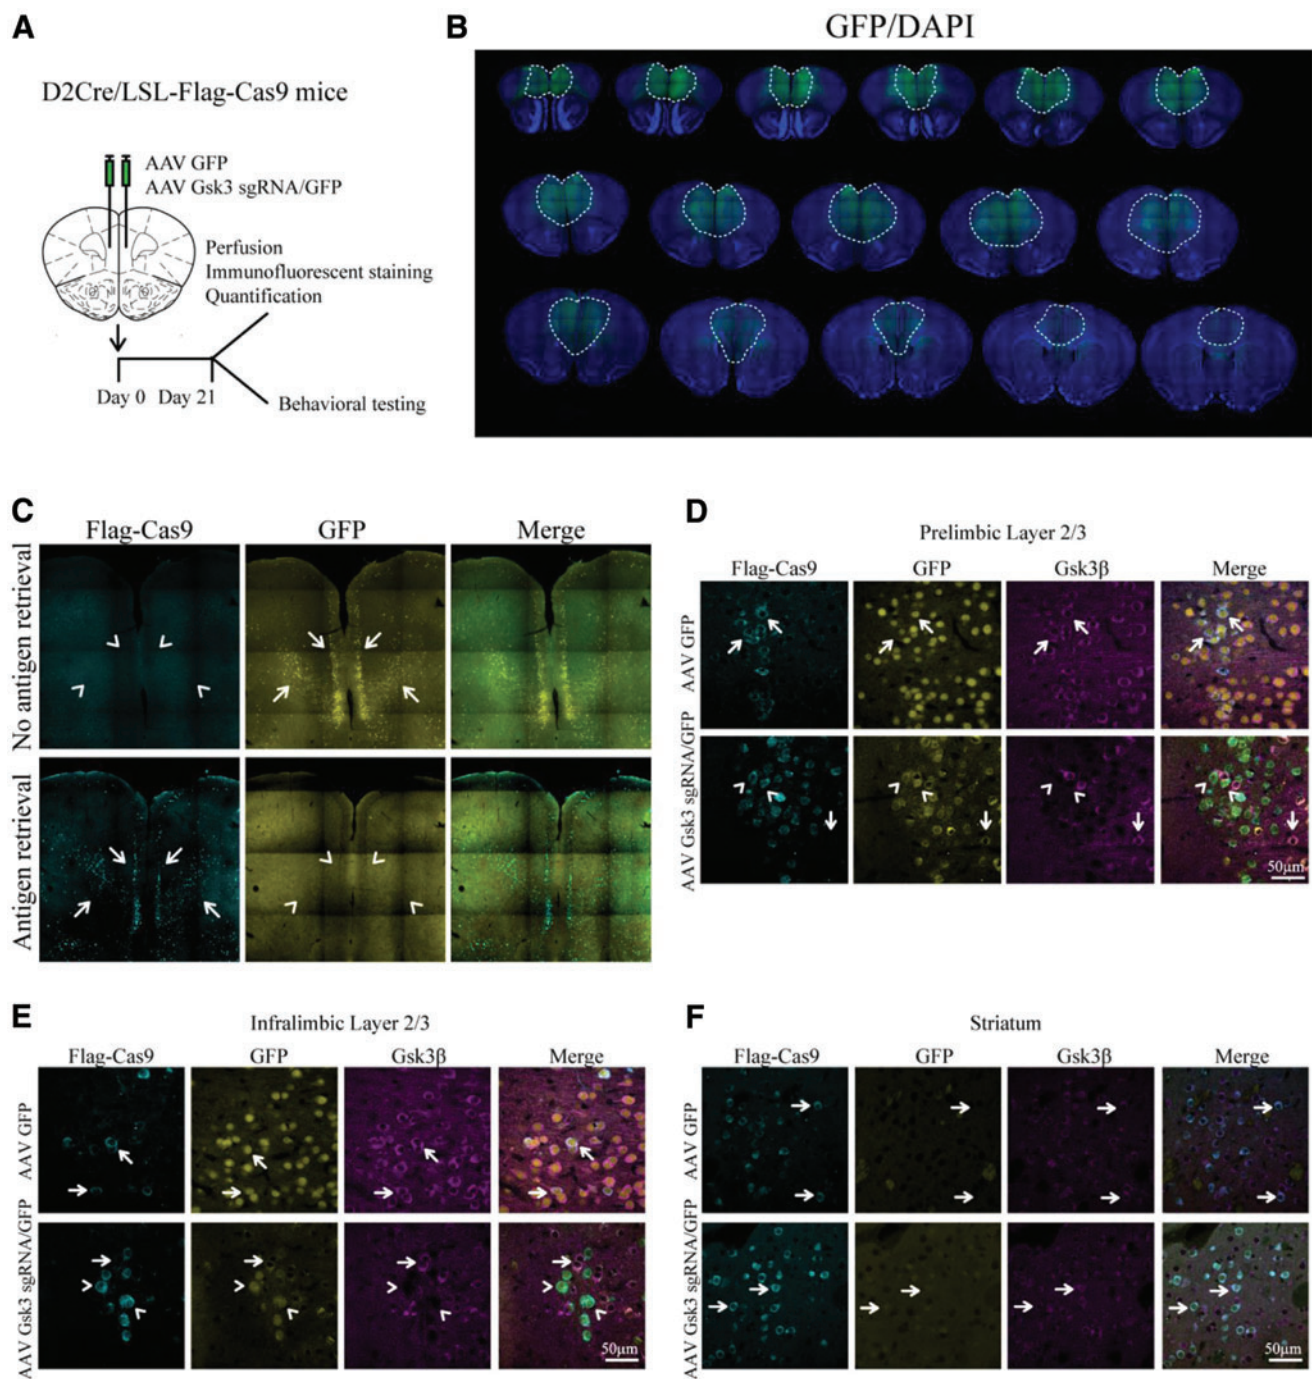 A
D2Cre/LSL-Flag-Cas9 mice
AAV GFP
AAV Gsk3 sgRNA/GFP
Perfusion
Immunofluorescent staining
Quantification
Day 0 Day 21
Behavioral testing
B
GFP/DAPI
C
Flag-Cas9 GFP Merge
No antigen retrieval
Antigen retrieval
D
Prelimbic Layer 2/3
Flag-Cas9 GFP Gsk3β Merge
AAV GFP
AAV Gsk3 sgRNA/GFP
50μm
E
Infralimbic Layer 2/3
Flag-Cas9 GFP Gsk3β Merge
AAV GFP
AAV Gsk3 sgRNA/GFP
50μm
F
Striatum
Flag-Cas9 GFP Gsk3β Merge
AAV GFP
AAV Gsk3 sgRNA/GFP
50μm